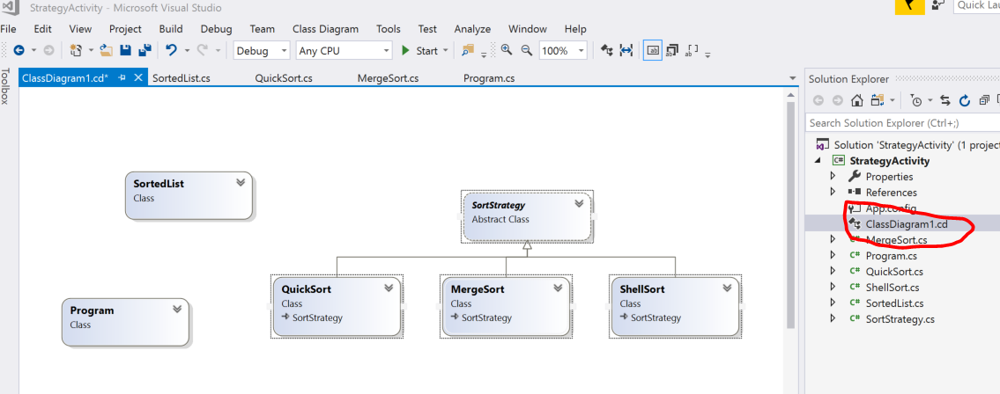 StrategyActivity - Microsoft Visual Studio
Quick Lau
File Edit View Project Build Debug Team Class Diagram Tools Test Analyze Window Help
Debug Any CPU Start 100%
Toolbox
ClassDiagram1.cd* SortedList.cs QuickSort.cs MergeSort.cs Program.cs
SortedList
Class
SortStrategy
Abstract Class
QuickSort
Class
SortStrategy
MergeSort
Class
SortStrategy
ShellSort
Class
SortStrategy
Program
Class
Solution Explorer
Search Solution Explorer (Ctrl+;)
Solution 'StrategyActivity' (1 project
C# StrategyActivity
Properties
References
App.config
ClassDiagram1.cd
C# MergeSort.cs
C# Program.cs
C# QuickSort.cs
C# ShellSort.cs
C# SortedList.cs
C# SortStrategy.cs